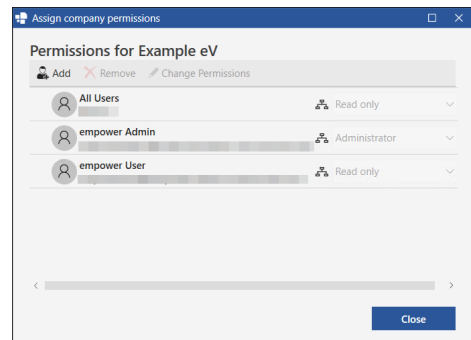 Assign company permissions
Permissions for Example eV
Add Remove Change Permissions
All Users
Read only
empower Admin
Administrator
empower User
Read only
Close